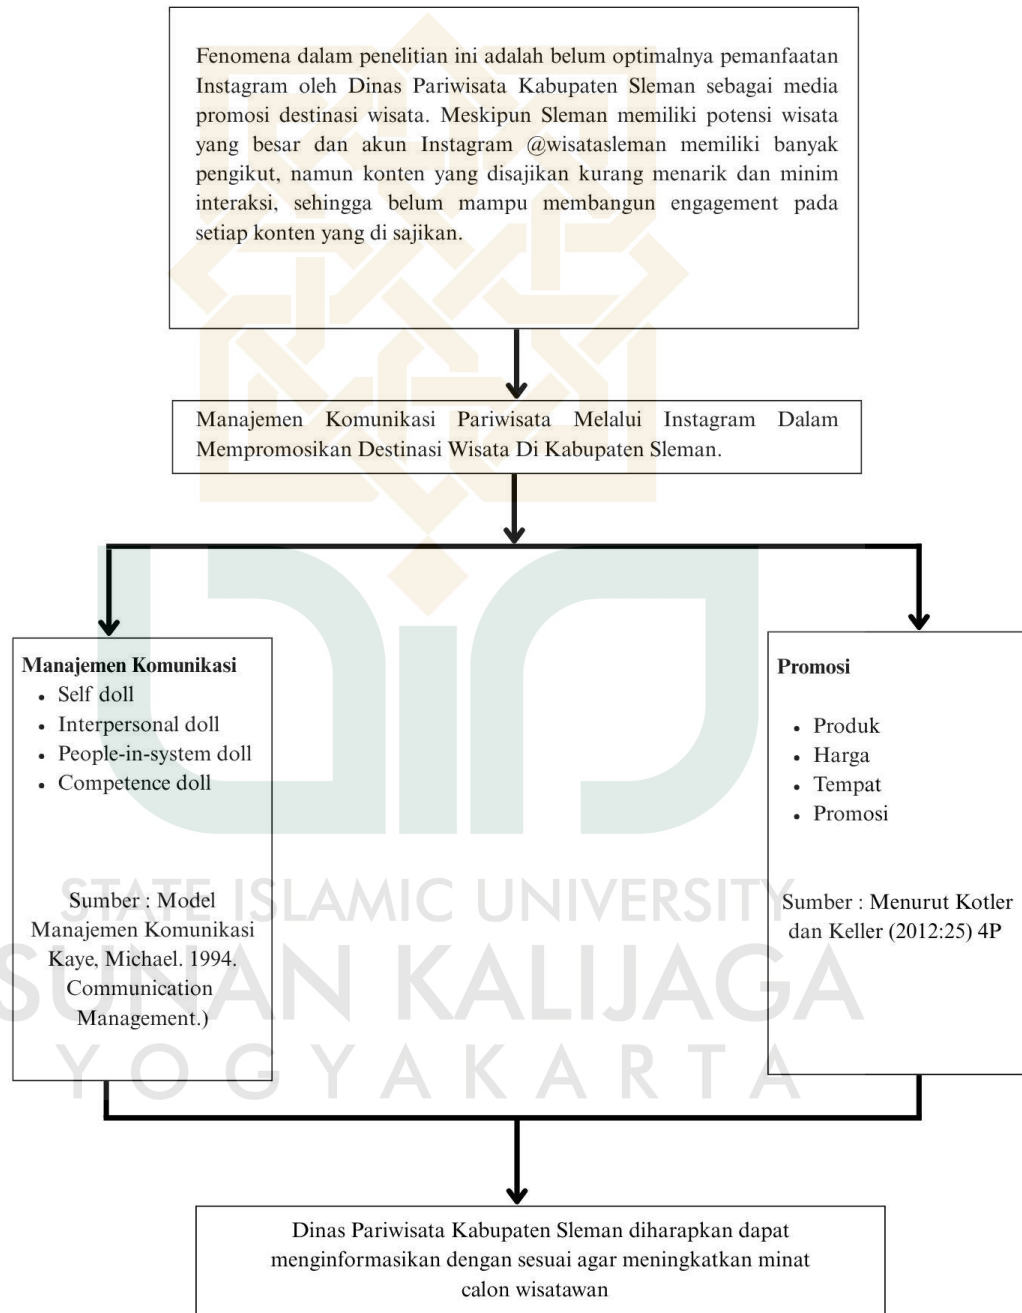 Fenomena dalam penelitian ini adalah belum optimalnya pemanfaatan
Instagram oleh Dinas Pariwisata Kabupaten Sleman sebagai media
promosi destinasi wisata. Meskipun Sleman memiliki potensi wisata
yang besar dan akun Instagram @wisatasleman memiliki banyak
pengikut, namun konten yang disajikan kurang menarik dan minim
interaksi, sehingga belum mampu membangun engagement pada
setiap konten yang di sajikan.
Manajemen Komunikasi Pariwisata Melalui Instagram Dalam
Mempromosikan Destinasi Wisata Di Kabupaten Sleman.
Manajemen Komunikasi
• Self doll
• Interpersonal doll
• People-in-system doll
• Competence doll
Sumber : Model
Manajemen Komunikasi
Kaye, Michael. 1994.
Communication
Management.)
Promosi
• Produk
• Harga
• Tempat
• Promosi
Sumber : Menurut Kotler
dan Keller (2012:25) 4P
STATE ISLAMIC UNIVERSITY
SUNAN KALIJAGA
YOGYAKARTA
Dinas Pariwisata Kabupaten Sleman diharapkan dapat
menginformasikan dengan sesuai agar meningkatkan minat
calon wisatawan